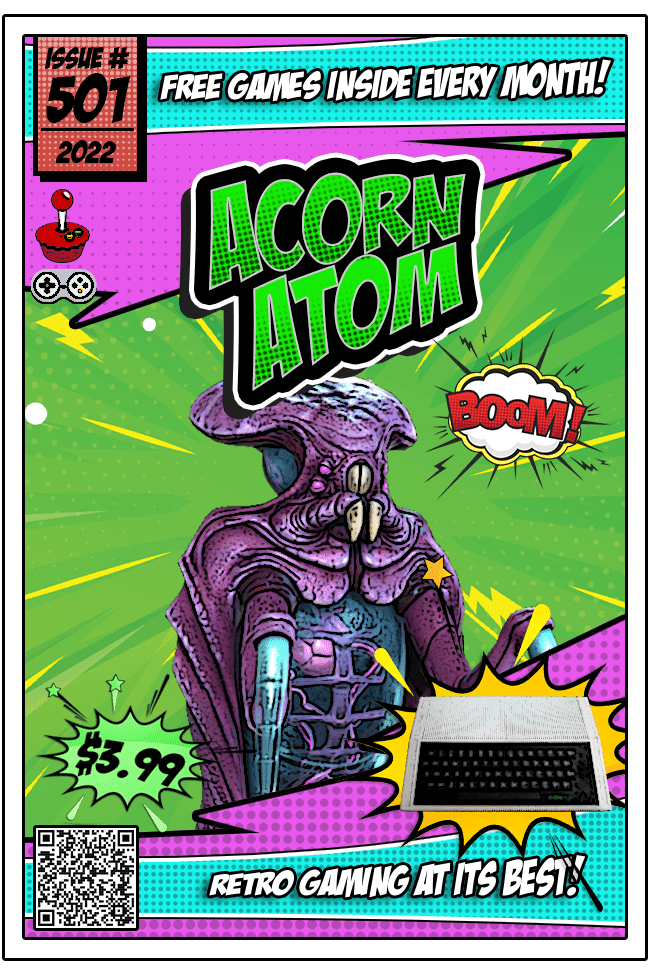 ISSUE #
501
2022
FREE GAMES INSIDE EVERY MONTH!
ACORN
ATOM
BOOM!
$3.99
RETRO GAMING AT ITS BEST!